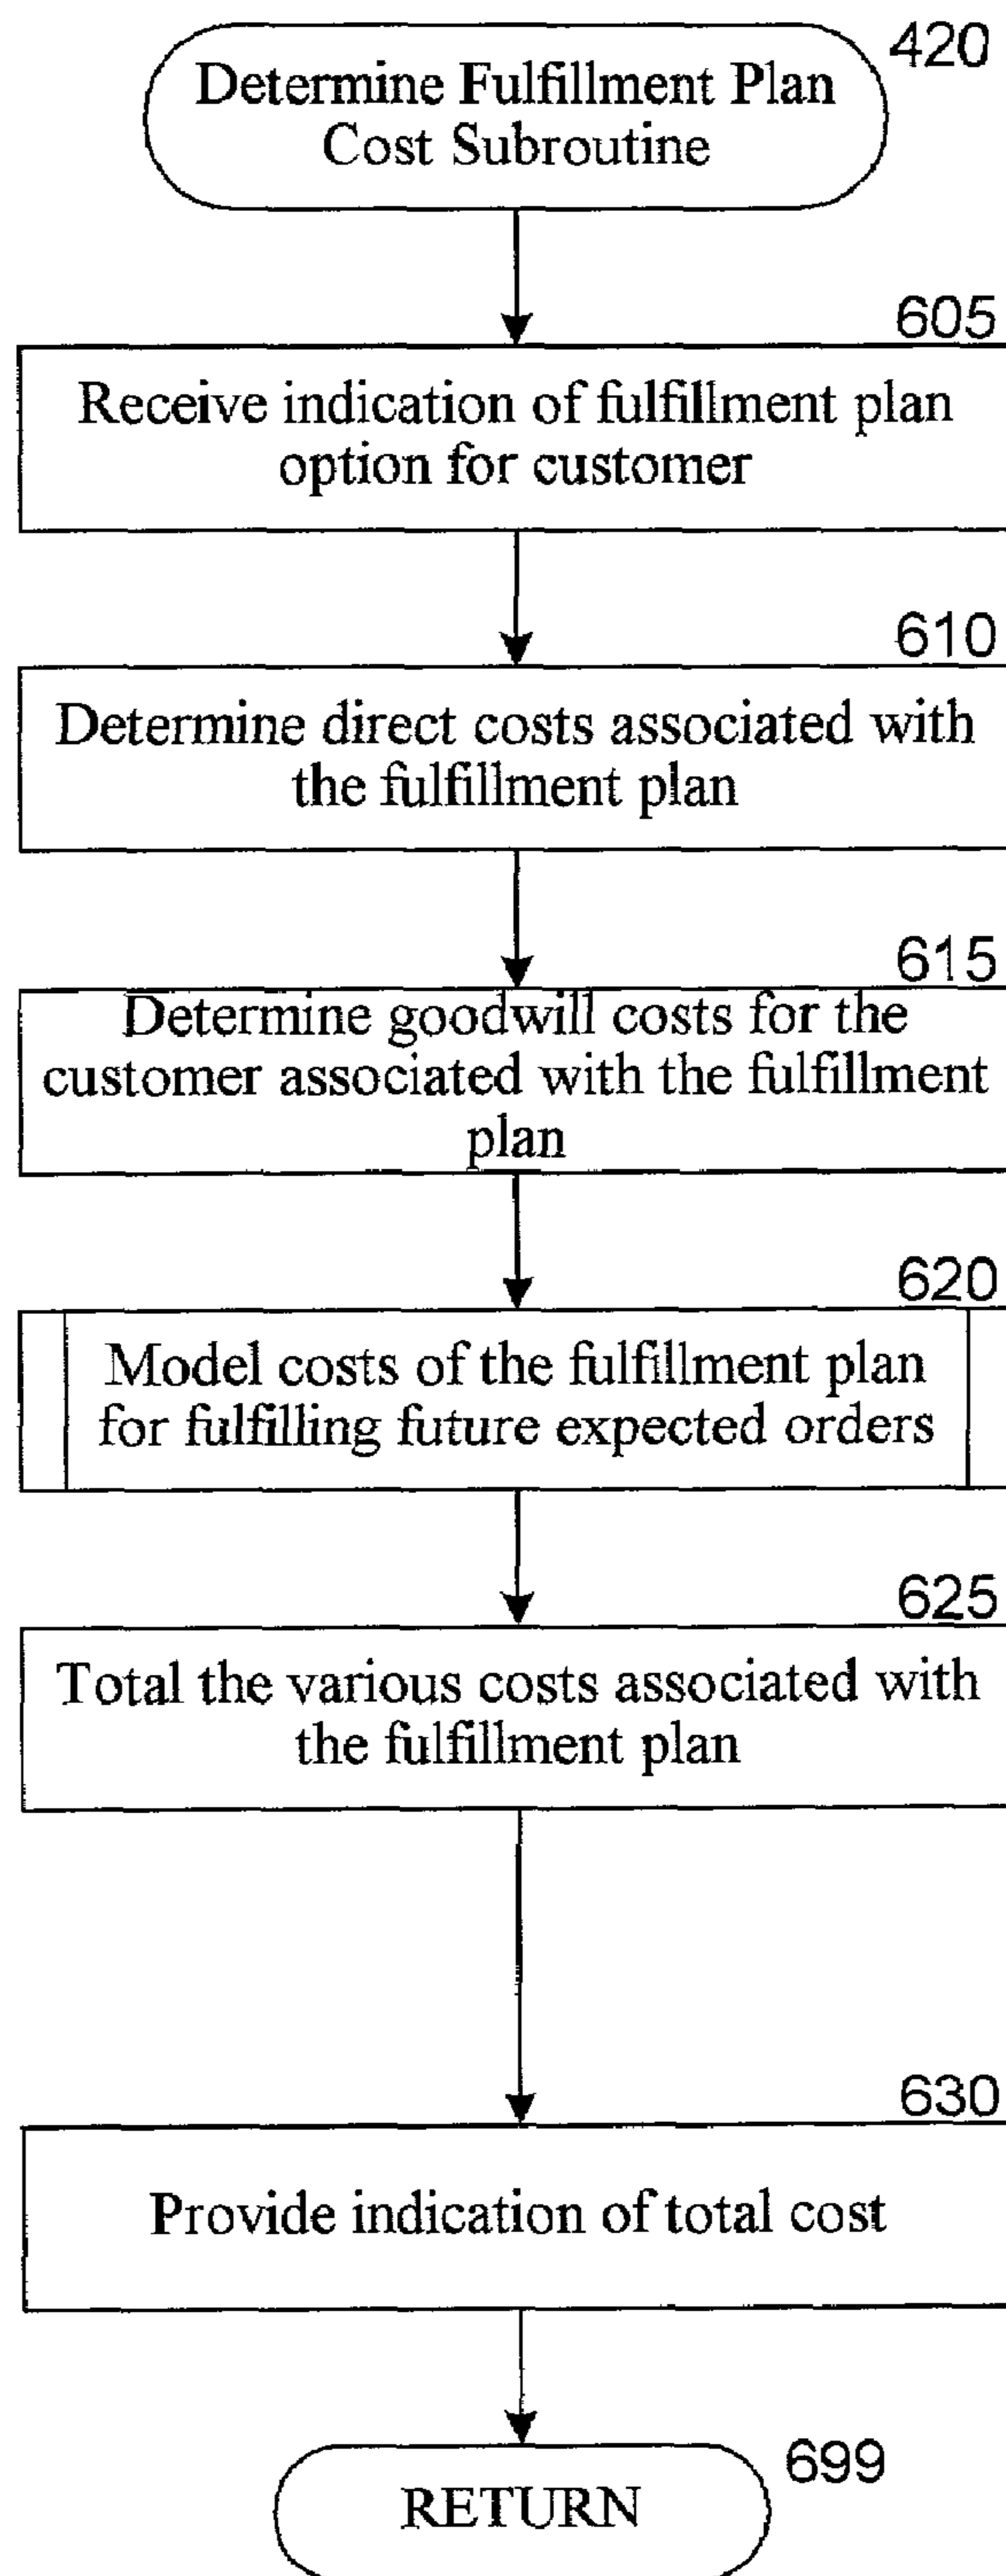 420
Determine Fulfillment Plan
Cost Subroutine
605
Receive indication of fulfillment plan
option for customer
610
Determine direct costs associated with
the fulfillment plan
615
Determine goodwill costs for the
customer associated with the fulfillment
plan
620
Model costs of the fulfillment plan
for fulfilling future expected orders
625
Total the various costs associated with
the fulfillment plan
630
Provide indication of total cost
699
RETURN